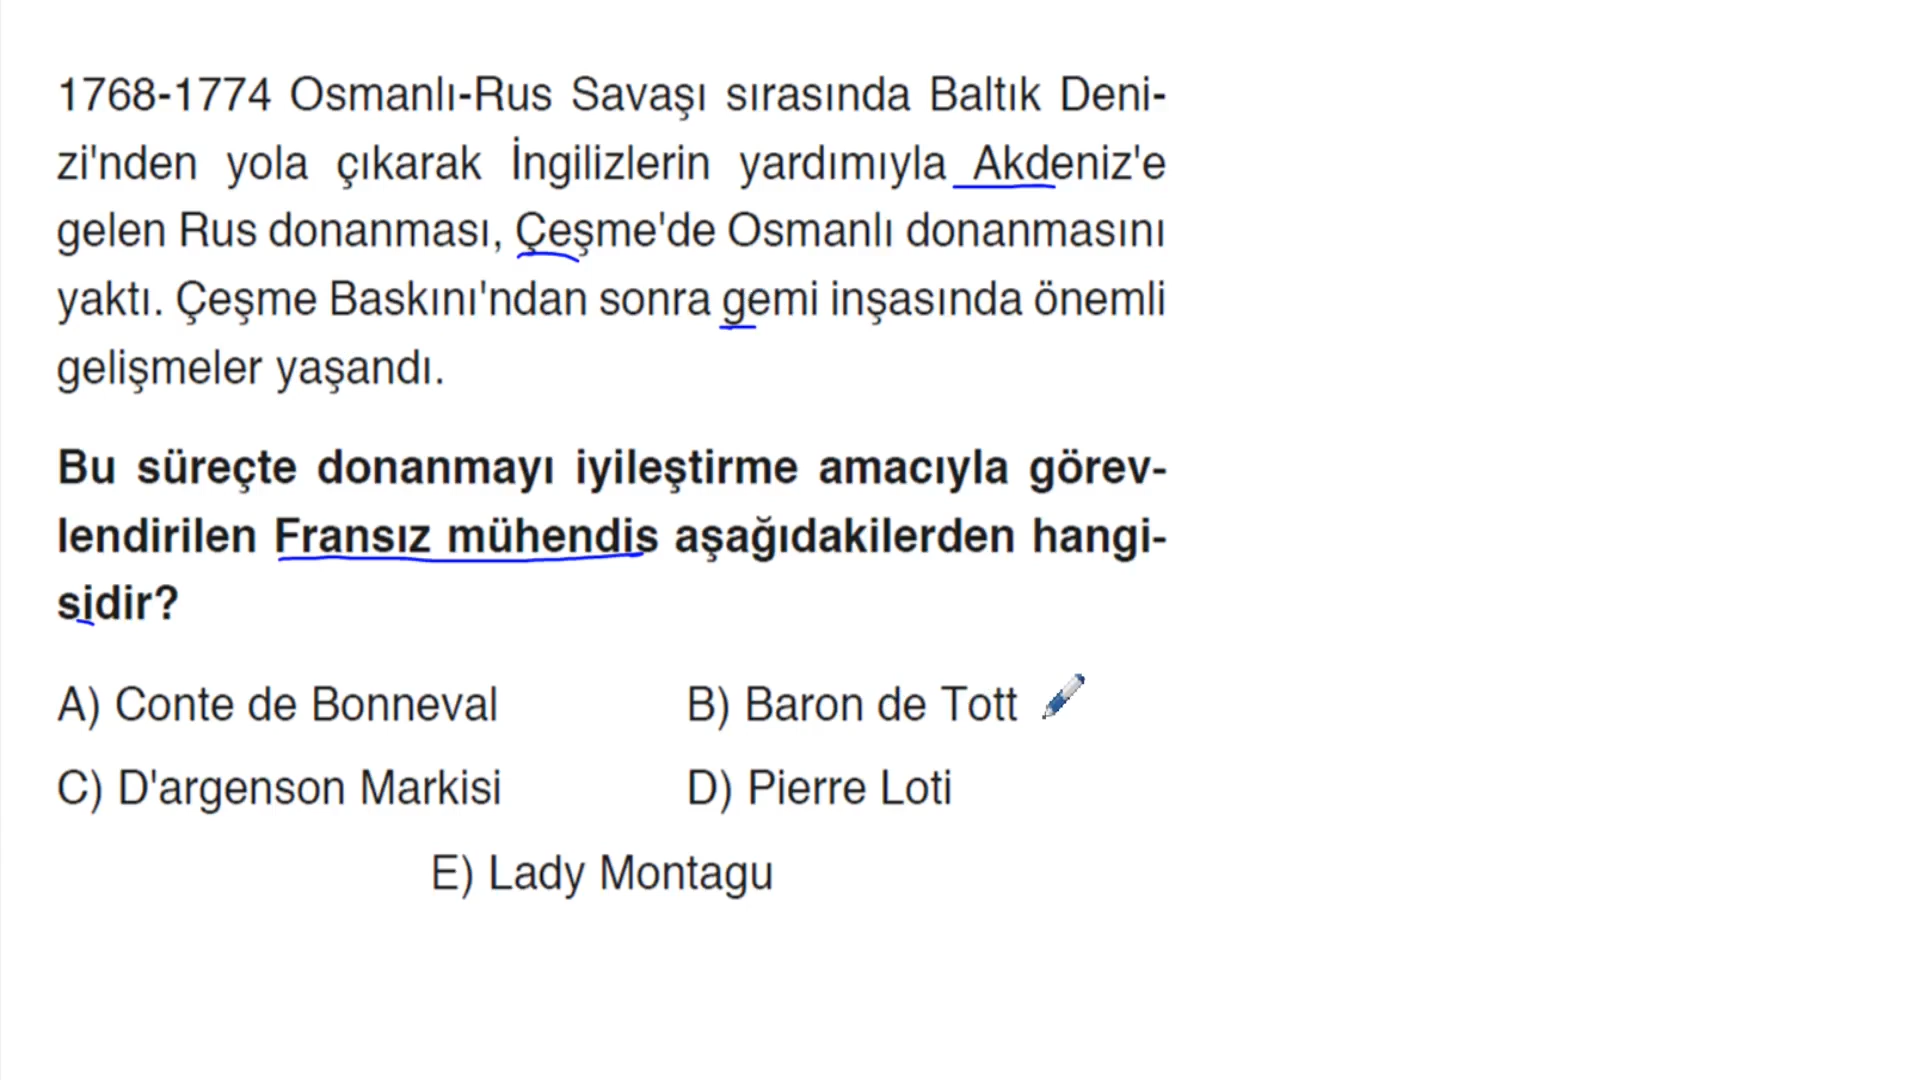 1768-1774 Osmanlı-Rus Savaşı sırasında Baltık Deni-
zi'nden yola çıkarak İngilizlerin yardımıyla Akdeniz'e
gelen Rus donanması, Çeşme'de Osmanlı donanmasını
yaktı. Çeşme Baskını'ndan sonra gemi inşasında önemli
gelişmeler yaşandı.
Bu süreçte donanmayı iyileştirme amacıyla görev-
lendirilen Fransız mühendis aşağıdakilerden hangi-
sidir?
A) Conte de Bonneval B) Baron de Tott
C) D'argenson Markisi D) Pierre Loti
E) Lady Montagu